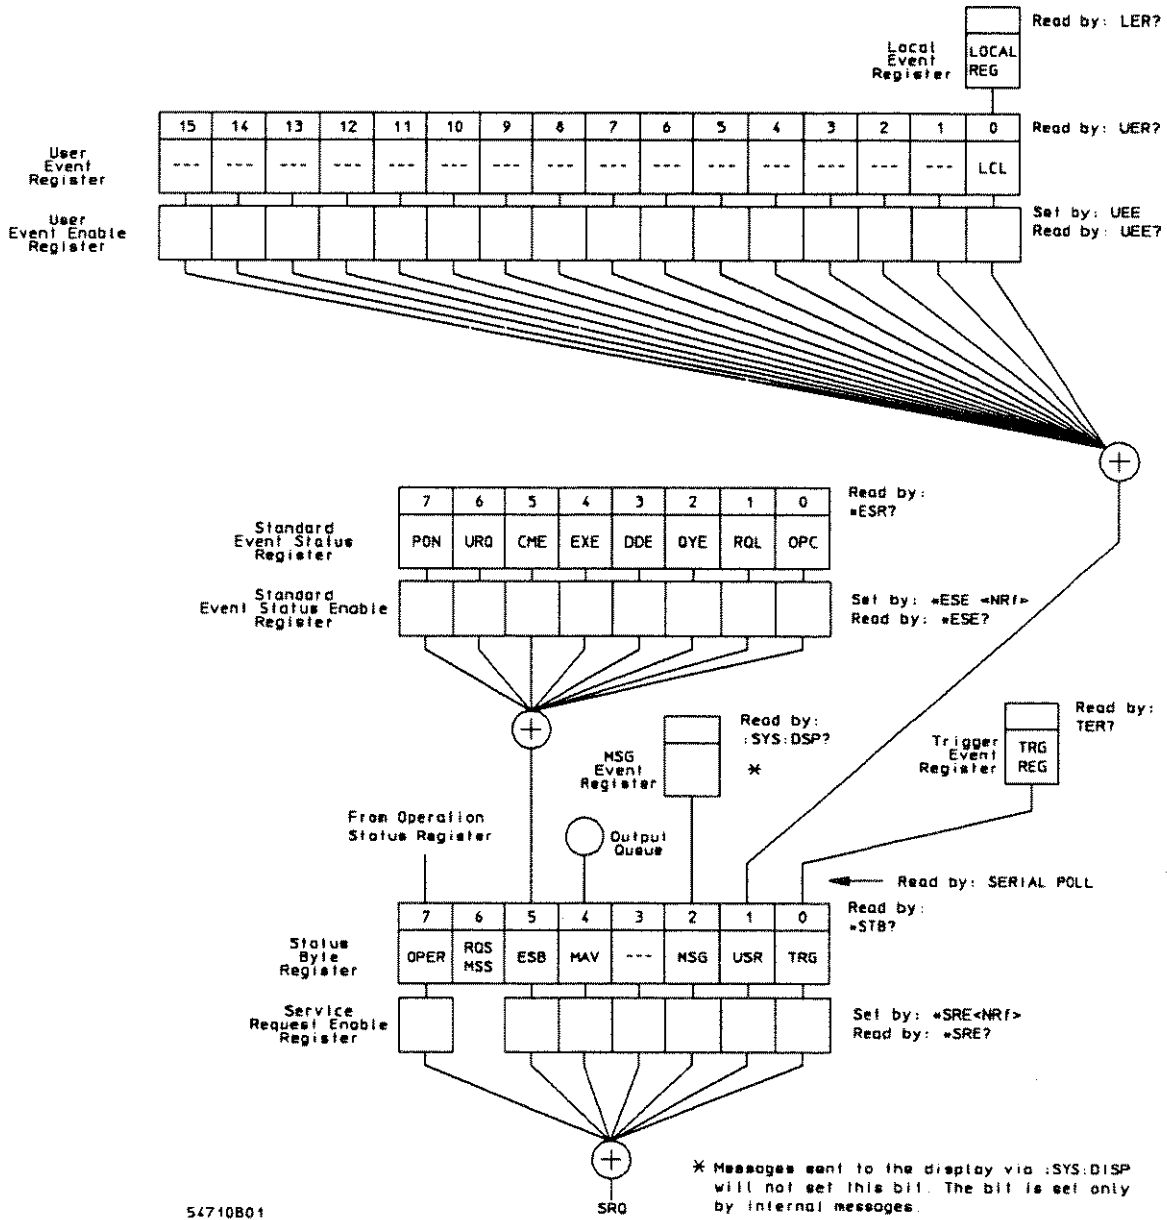 Read by: LER?
Local
Event
Register
LOCAL
REG
15 14 13 12 11 10 9 8 7 6 5 4 3 2 1 0
Read by: UER?
User
Event
Register
--- --- --- --- --- --- --- --- --- --- --- --- --- --- --- LCL
User
Event Enable
Register
Set by: UEE
Read by: UEE?
+
7 6 5 4 3 2 1 0
Read by:
*ESR?
Standard
Event Status
Register
PON URQ CME EXE DDE QYE RQL OPC
Standard
Event Status Enable
Register
Set by: *ESE <NRf>
Read by: *ESE?
+
Read by:
:SYS:DSP?
*
MSG
Event
Register
Read by:
TER?
Trigger
Event
Register
TRG
REG
From Operation
Status Register
Output
Queue
Read by: SERIAL POLL
7 6 5 4 3 2 1 0
Read by:
*STB?
Status
Byte
Register
OPER RQS MSS ESB MAV --- MSG USR TRG
Service
Request Enable
Register
Set by: *SRE<NRf>
Read by: *SRE?
+
SRQ
* Messages sent to the display via :SYS:DISP
will not set this bit. The bit is set only
by internal messages.
54710B01